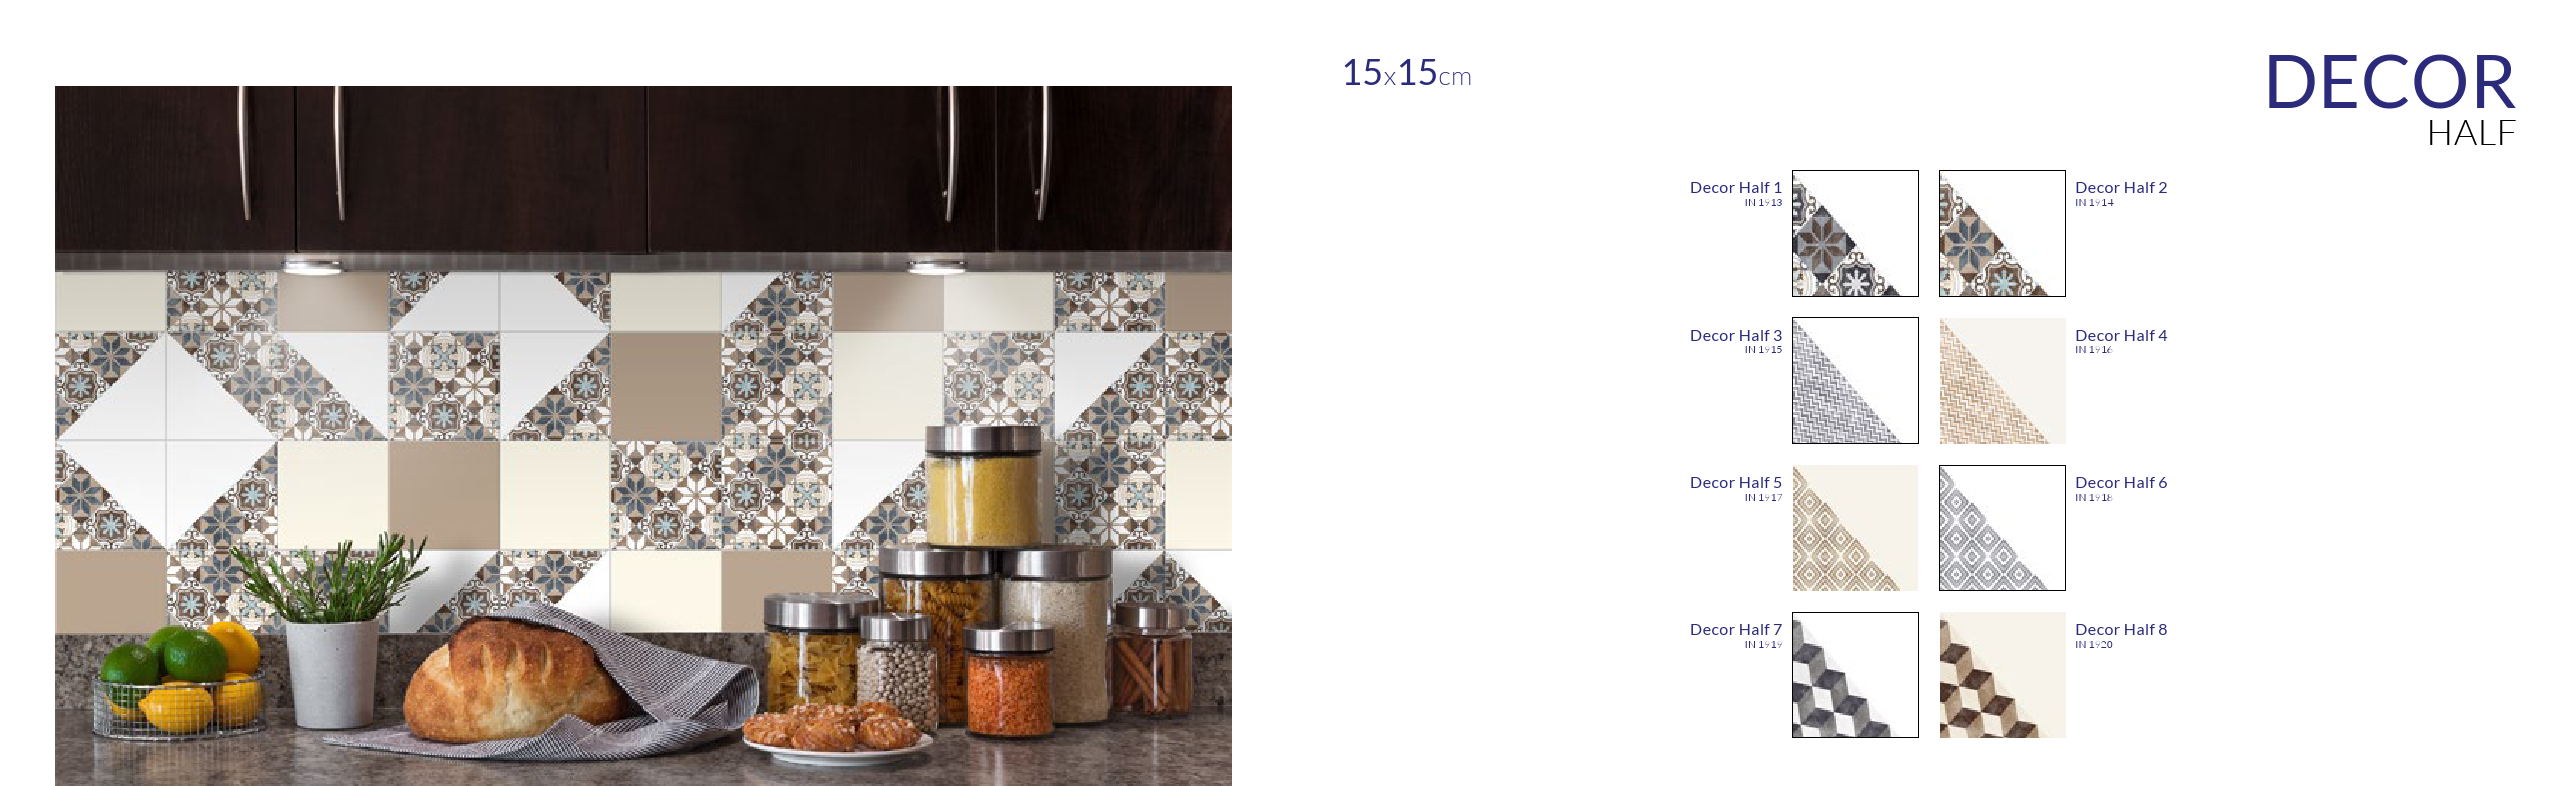 15x15cm
DECOR
HALF
Decor Half 1
IN 1913
Decor Half 2
IN 1914
Decor Half 3
IN 1915
Decor Half 4
IN 1916
Decor Half 5
IN 1917
Decor Half 6
IN 1918
Decor Half 7
IN 1919
Decor Half 8
IN 1920